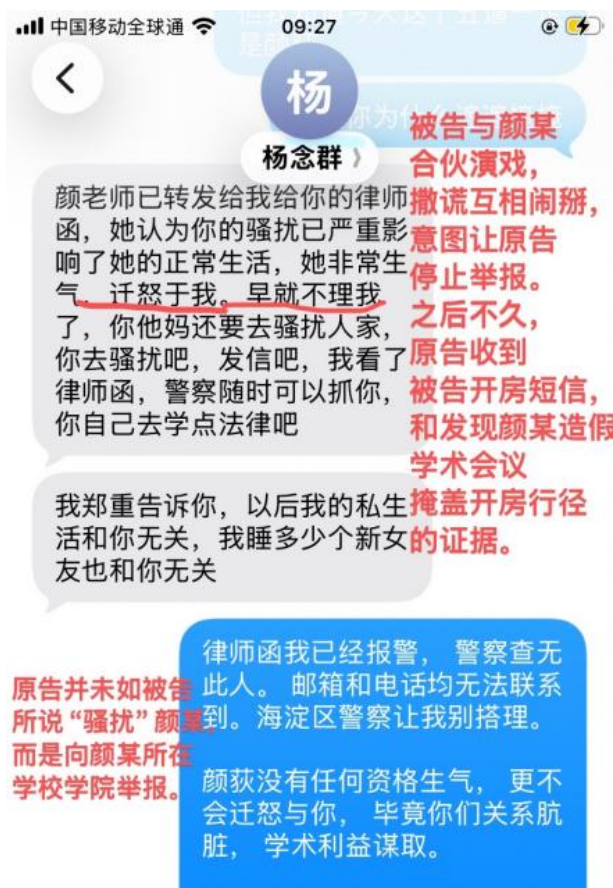 中国移动全球通
09:27
杨
杨念群
颜老师已转发给我给你的律师
函，她认为你的骚扰已严重影
响了她的正常生活，她非常生
气，迁怒于我。早就不理我
了，你他妈还要去骚扰人家，
你去骚扰吧，发信吧，我看了
律师函，警察随时可以抓你，
你自己去学点法律吧
被告与颜某
合伙演戏，
撒谎互相闹掰，
意图让原告
停止举报。
之后不久，
原告收到
被告开房短信，
和发现颜某造假
学术会议
掩盖开房行径
的证据。
我郑重告诉你，以后我的私生
活和你无关，我睡多少个新女
友也和你无关
律师函我已经报警， 警察查无
此人。 邮箱和电话均无法联系
到。海淀区警察让我别搭理。
颜荻没有任何资格生气， 更不
会迁怒与你， 毕竟你们关系肮
脏， 学术利益谋取。
原告并未如被告
所说“骚扰”颜某，
而是向颜某所在
学校学院举报。